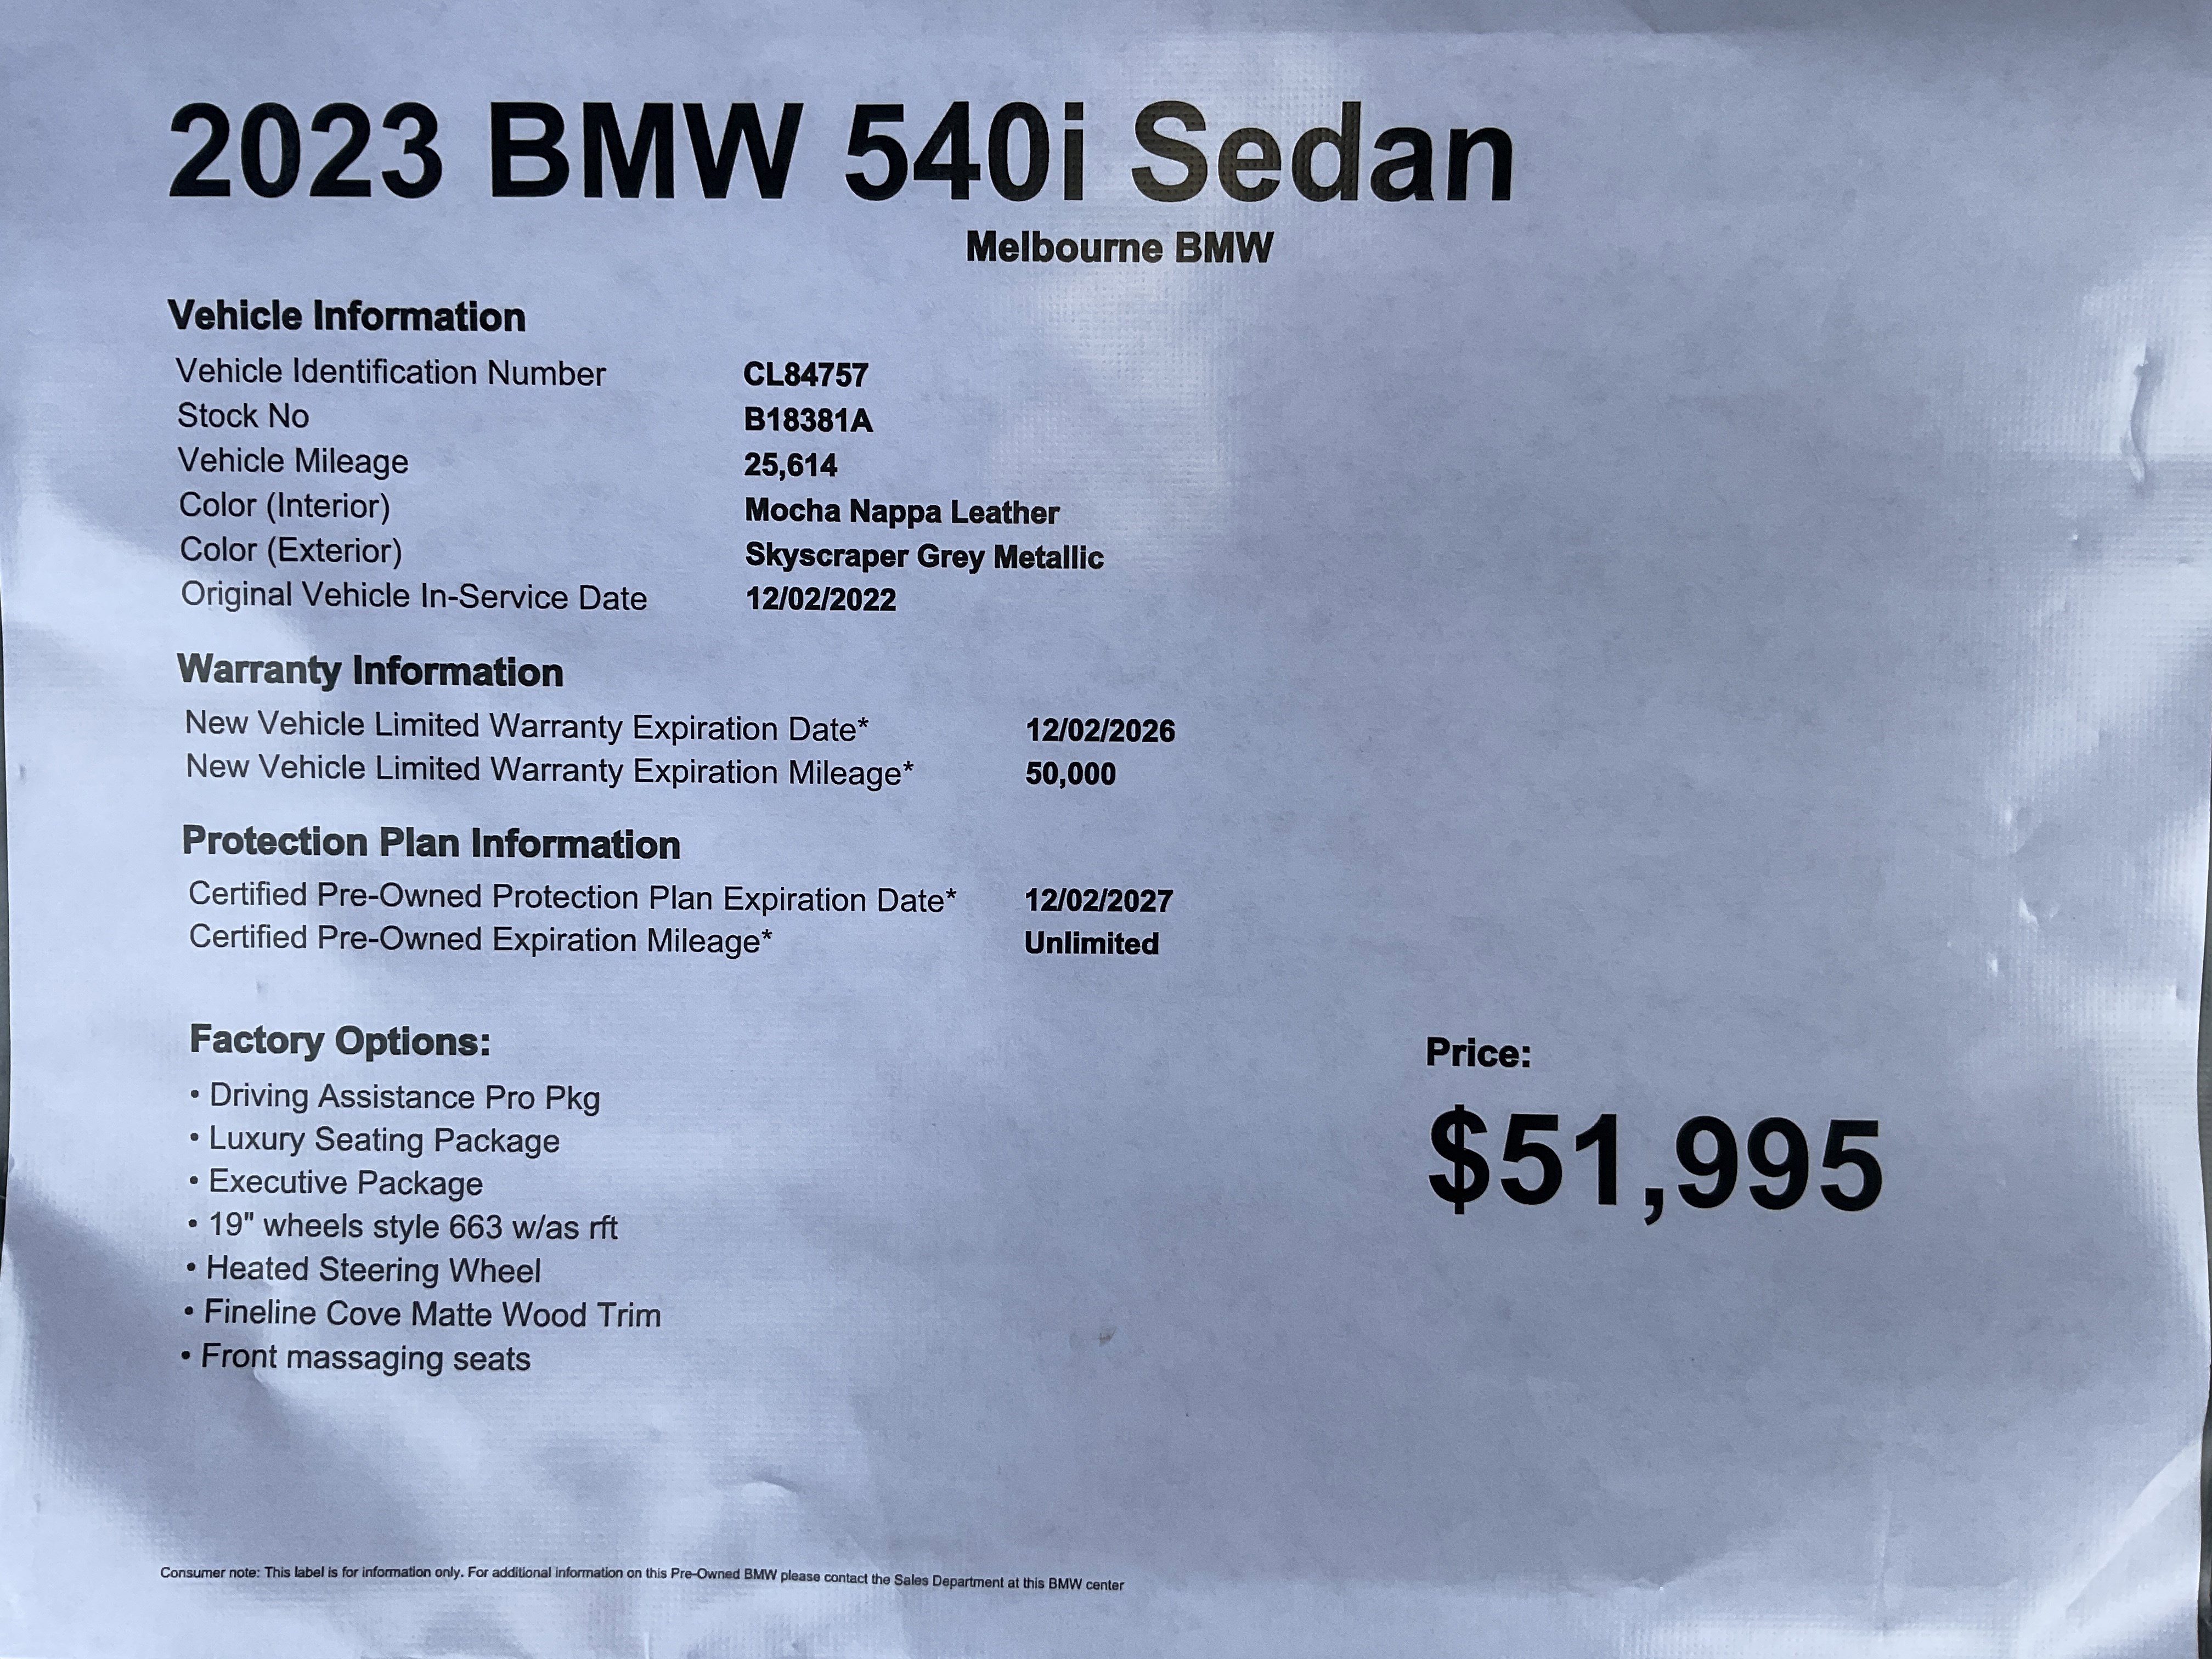 2023 BMW 540i Sedan
Melbourne BMW
Vehicle Information
Vehicle Identification Number CL84757
Stock No B18381A
Vehicle Mileage 25,614
Color (Interior) Mocha Nappa Leather
Color (Exterior) Skyscraper Grey Metallic
Original Vehicle In-Service Date 12/02/2022
Warranty Information
New Vehicle Limited Warranty Expiration Date* 12/02/2026
New Vehicle Limited Warranty Expiration Mileage* 50,000
Protection Plan Information
Certified Pre-Owned Protection Plan Expiration Date* 12/02/2027
Certified Pre-Owned Expiration Mileage* Unlimited
Factory Options:
• Driving Assistance Pro Pkg
• Luxury Seating Package
• Executive Package
• 19" wheels style 663 w/as rft
• Heated Steering Wheel
• Fineline Cove Matte Wood Trim
• Front massaging seats
Price:
$51,995
Consumer note: This label is for information only. For additional information on this Pre-Owned BMW please contact the Sales Department at this BMW center